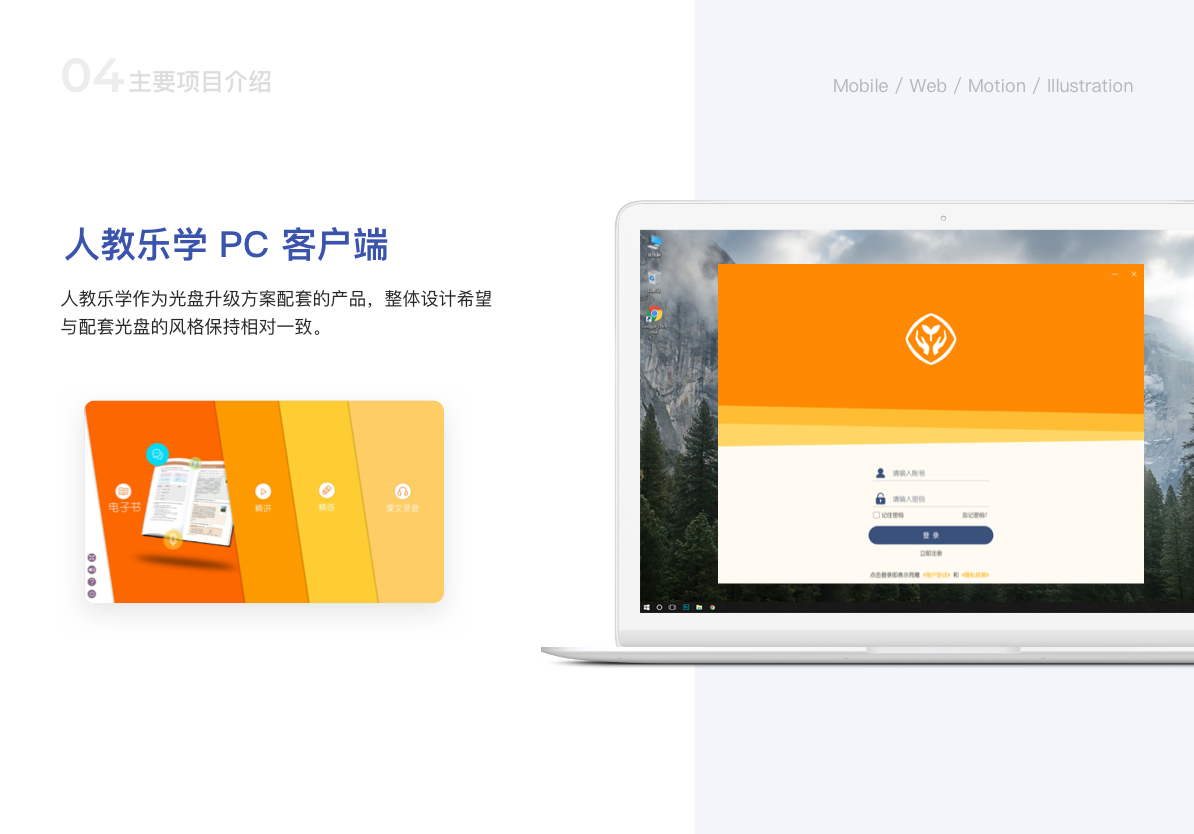 04 主要项目介绍
Mobile / Web / Motion / Illustration
人教乐学 PC 客户端
人教乐学作为光盘升级方案配套的产品，整体设计希望
与配套光盘的风格保持相对一致。
电子书
精讲
精练
课文录音
请输入账号
请输入密码
记住密码 忘记密码?
登 录
立即注册
点击登录即表示同意《用户协议》和《隐私政策》